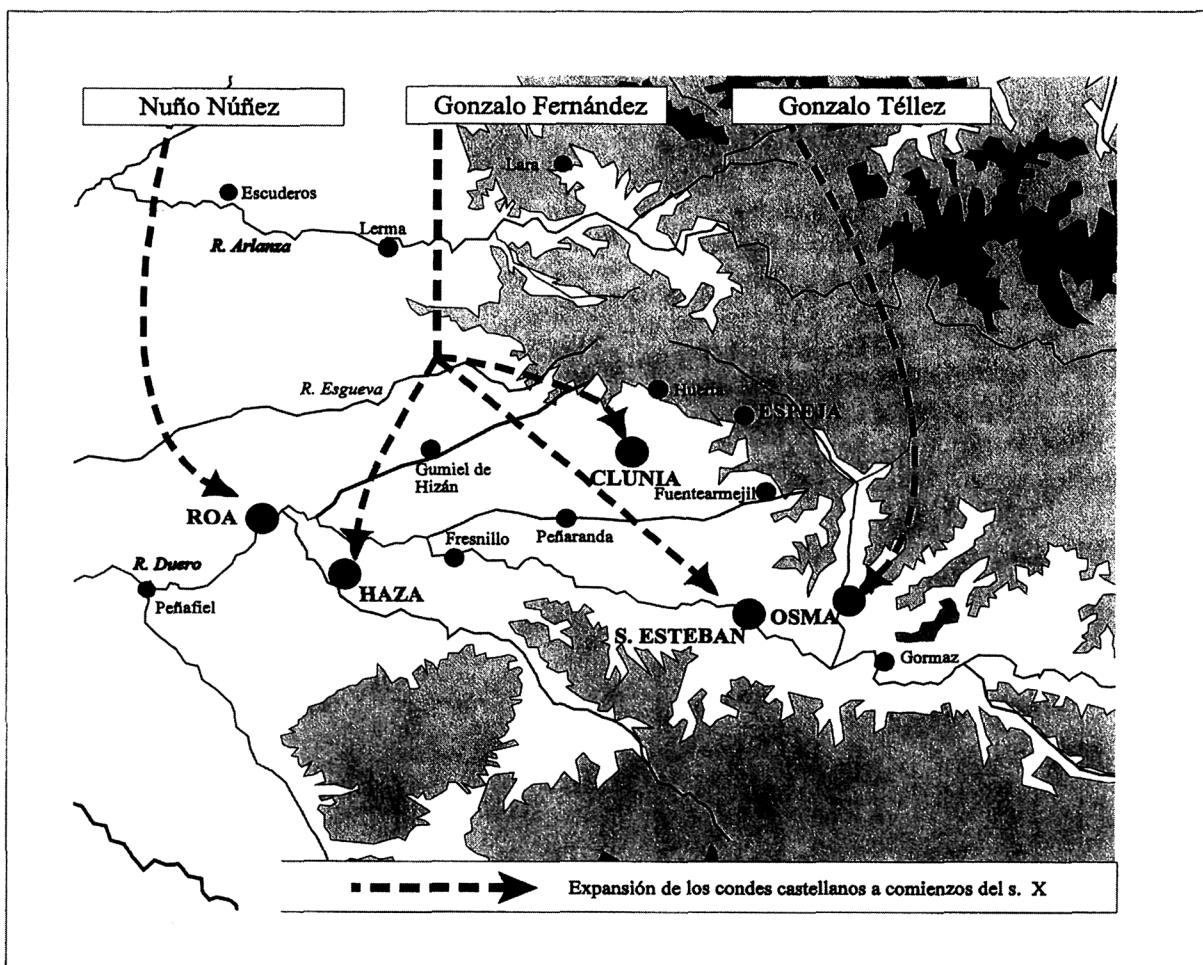 Nuño Núñez
Gonzalo Fernández
Gonzalo Téllez
Lara
Escuderos
Lerma
R. Arlanza
R. Esgueva
Huerta
ESPEJA
Gumiel de
Hizán
CLUNIA
Fuentearmejil
ROA
Fresnillo
Peñaranda
R. Duero
HAZA
Peñafiel
S. ESTEBAN
OSMA
Gormaz
Expansión de los condes castellanos a comienzos del s. X